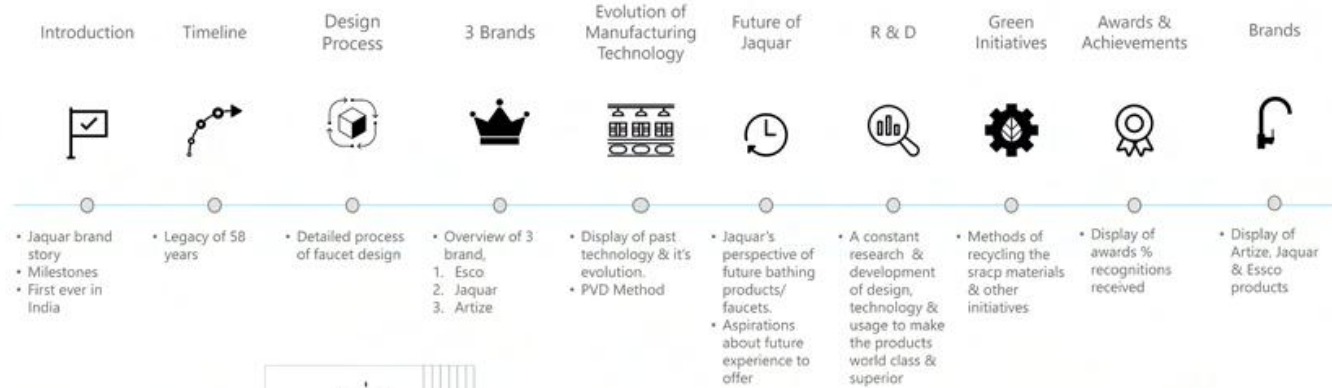 Introduction
Timeline
Design
Process
3 Brands
Evolution of
Manufacturing
Technology
Future of
Jaquar
R & D
Green
Initiatives
Awards &
Achievements
Brands
• Jaquar brand
story
• Milestones
• First ever in
India
• Legacy of 58
years
• Detailed process
of faucet design
• Overview of 3
brand,
1. Esco
2. Jaquar
3. Artize
• Display of past
technology & it's
evolution.
• PVD Method
• Jaquar's
perspective of
future bathing
products/
faucets.
• Aspirations
about future
experience to
offer
• A constant
research &
development
of design,
technology &
usage to make
the products
world class &
superior
• Methods of
recycling the
sracp materials
& other
initiatives
• Display of
awards %
recognitions
received
• Display of
Artize, Jaquar
& Essco
products